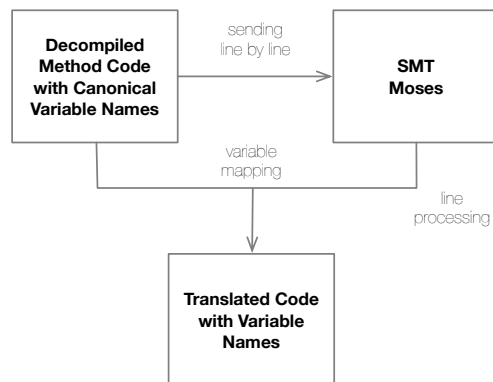 Decompiled
Method Code
with Canonical
Variable Names
sending
line by line
SMT
Moses
variable
mapping
line
processing
Translated Code
with Variable
Names